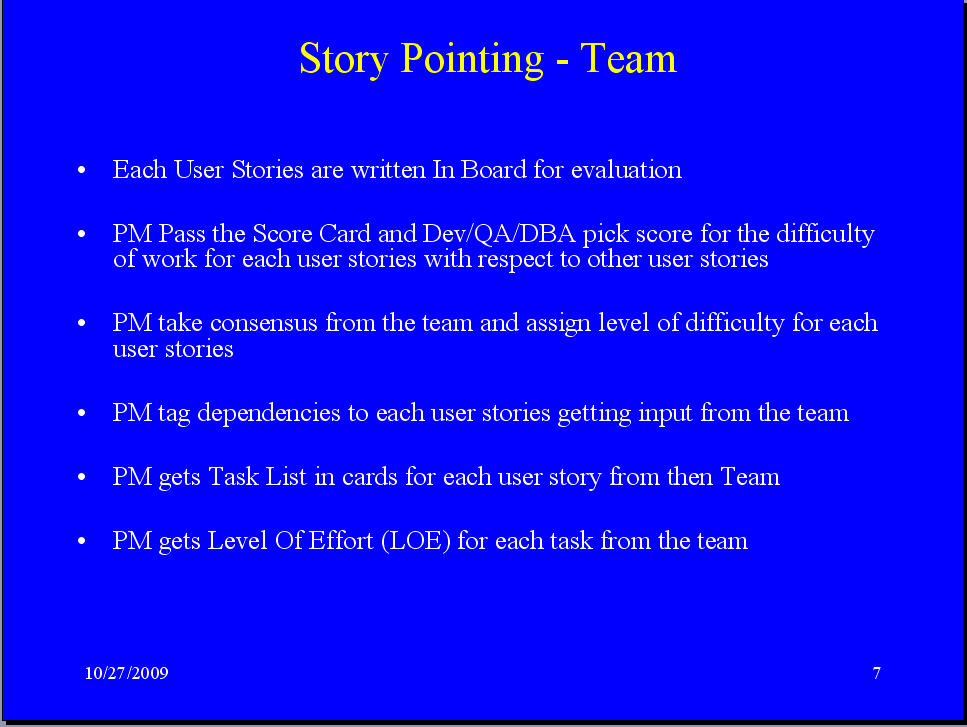 Story Pointing - Team
• Each User Stories are written In Board for evaluation
• PM Pass the Score Card and Dev/QA/DBA pick score for the difficulty
of work for each user stories with respect to other user stories
• PM take consensus from the team and assign level of difficulty for each
user stories
• PM tag dependencies to each user stories getting input from the team
• PM gets Task List in cards for each user story from then Team
• PM gets Level Of Effort (LOE) for each task from the team
10/27/2009
7